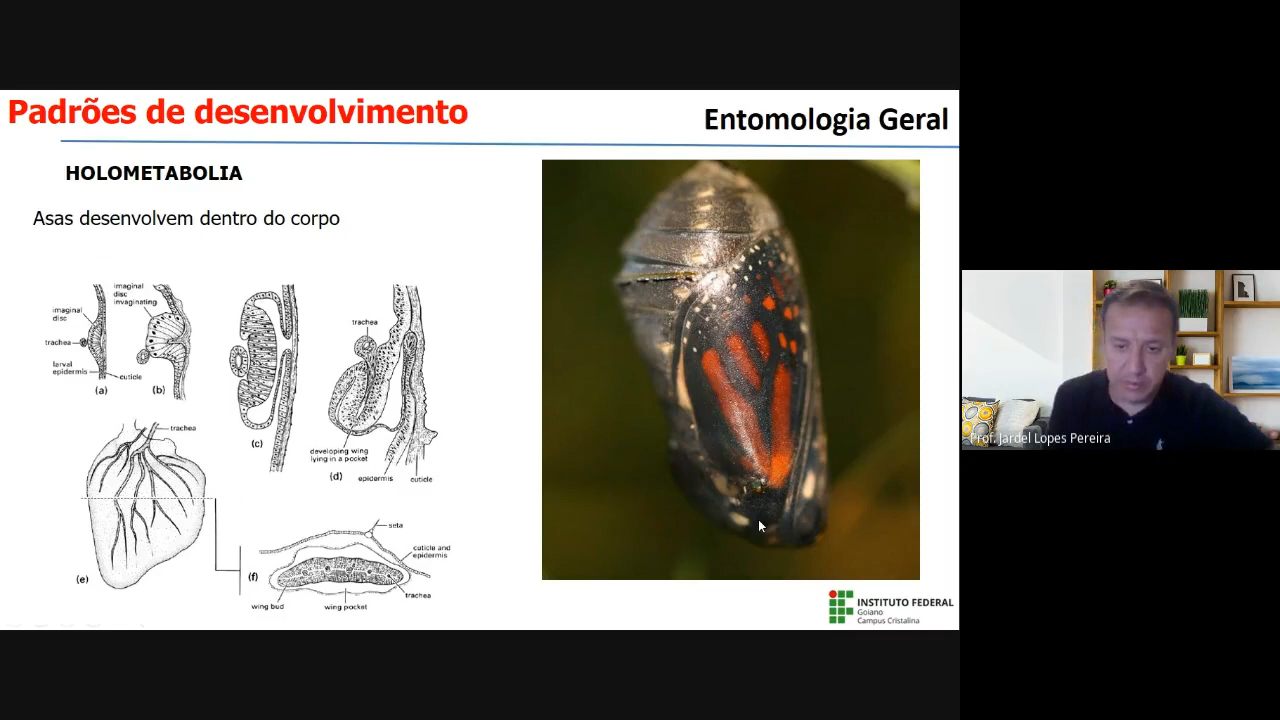 Padrões de desenvolvimento
Entomologia Geral
HOLOMETABOLIA
Asas desenvolvem dentro do corpo
imaginal
disc
trachea
larval
epidermis
cuticle
(a)
imaginal
disc
invaginating
(b)
(c)
trachea
developing wing
lying in a pocket
(d)
epidermis
cuticle
trachea
(e)
(f)
seta
cuticle and
epidermis
trachea
wing bud
wing pocket
INSTITUTO FEDERAL
Goiano
Campus Cristalina
Prof. Jardel Lopes Pereira